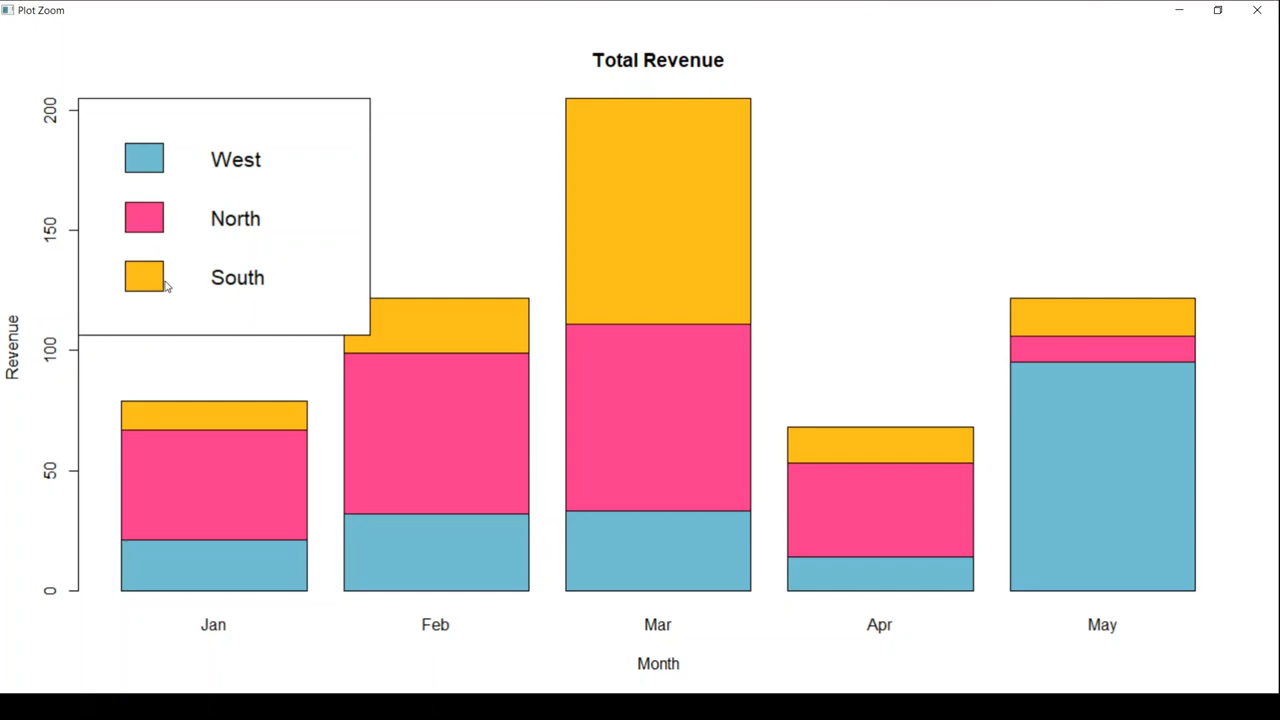 Plot Zoom
Total Revenue
200
150
100
50
0
Revenue
West
North
South
Jan
Feb
Mar
Apr
May
Month